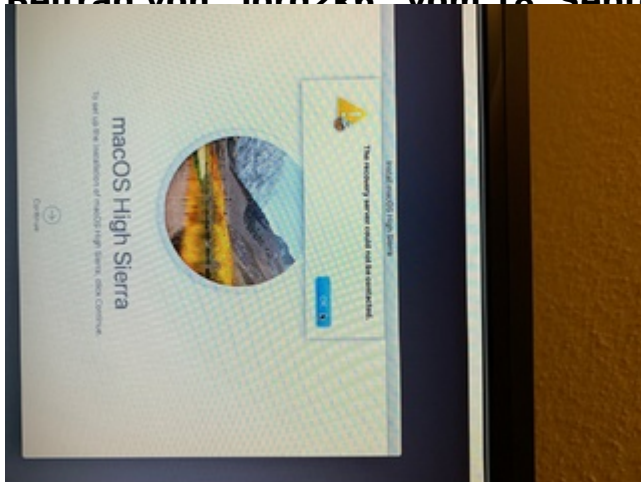 Install macOS High Sierra
The recovery server could not be contacted.
OK
macOS High Sierra
To set up the installation of macOS High Sierra, click Continue.
Continue